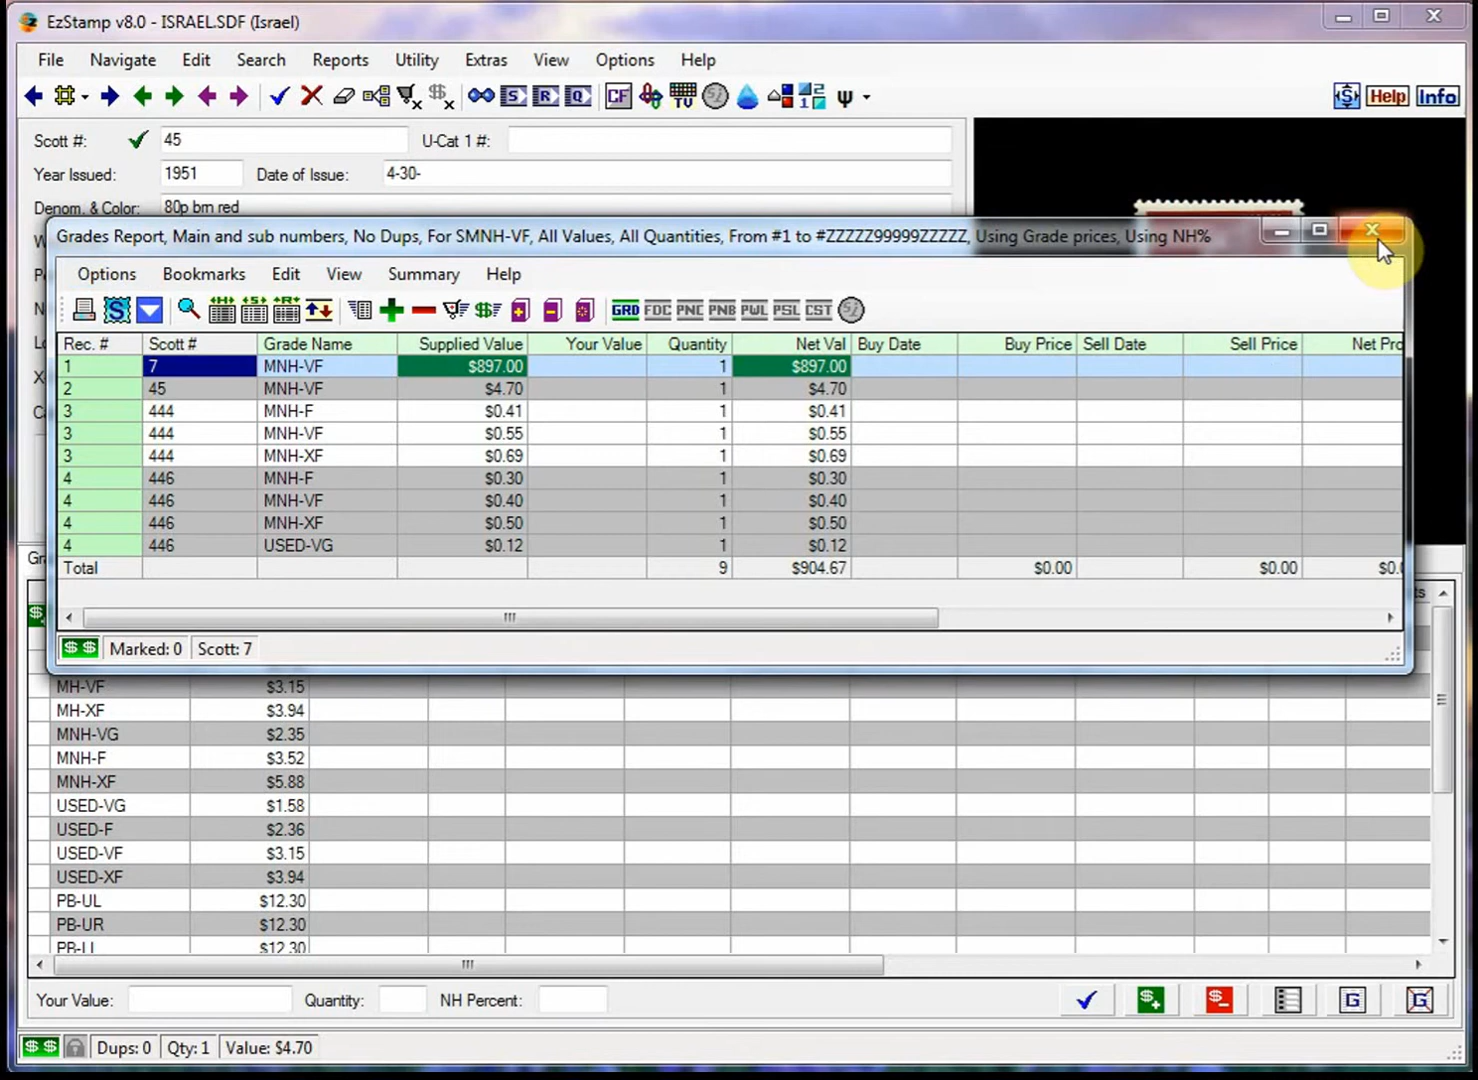 EzStamp v8.0 - ISRAEL.SDF (Israel)
File Navigate Edit Search Reports Utility Extras View Options Help
S R Q CF TV Help Info
Scott #: 45 U-Cat 1 #:
Year Issued: 1951 Date of Issue: 4-30-
Denom. & Color: 80p brn red
Grades Report, Main and sub numbers, No Dups, For SMNH-VF, All Values, All Quantities, From #1 to #ZZZZZ99999ZZZZZ, Using Grade prices, Using NH%
Options Bookmarks Edit View Summary Help
GRD FDC PNC PNB PWL PSL CST
Rec. # Scott # Grade Name Supplied Value Your Value Quantity Net Val Buy Date Buy Price Sell Date Sell Price Net Pro
1 7 MNH-VF $897.00 1 $897.00
2 45 MNH-VF $4.70 1 $4.70
3 444 MNH-F $0.41 1 $0.41
3 444 MNH-VF $0.55 1 $0.55
3 444 MNH-XF $0.69 1 $0.69
4 446 MNH-F $0.30 1 $0.30
4 446 MNH-VF $0.40 1 $0.40
4 446 MNH-XF $0.50 1 $0.50
4 446 USED-VG $0.12 1 $0.12
Total 9 $904.67 $0.00 $0.00 $0.0
$ $ Marked: 0 Scott: 7
MH-VF $3.15
MH-XF $3.94
MNH-VG $2.35
MNH-F $3.52
MNH-XF $5.88
USED-VG $1.58
USED-F $2.36
USED-VF $3.15
USED-XF $3.94
PB-UL $12.30
PB-UR $12.30
PB-LL $12.30
Your Value: Quantity: NH Percent:
$ $ Dups: 0 Qty: 1 Value: $4.70